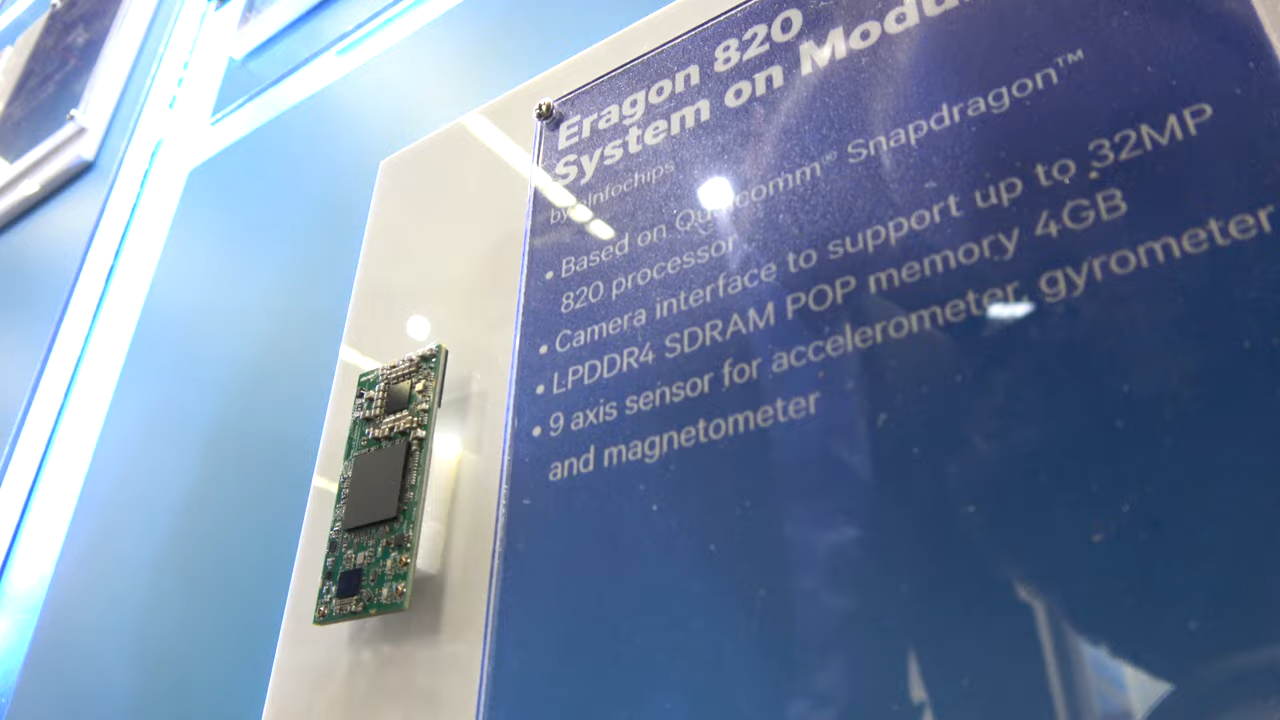 Eragon 820
System on Modu
by Infochips
• Based on Qualcomm® Snapdragon™
820 processor
• Camera interface to support up to 32MP
• LPDDR4 SDRAM POP memory 4GB
• 9 axis sensor for accelerometer, gyrometer
and magnetometer